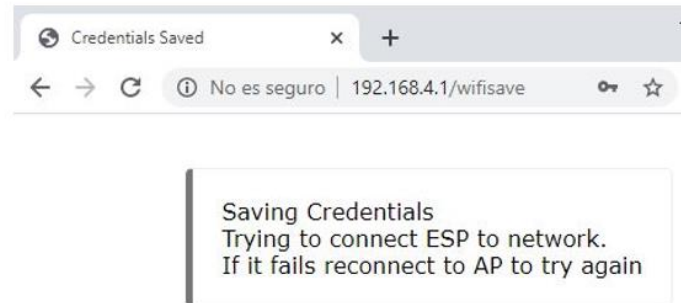 Credentials Saved
No es seguro | 192.168.4.1/wifisave
Saving Credentials
Trying to connect ESP to network.
If it fails reconnect to AP to try again